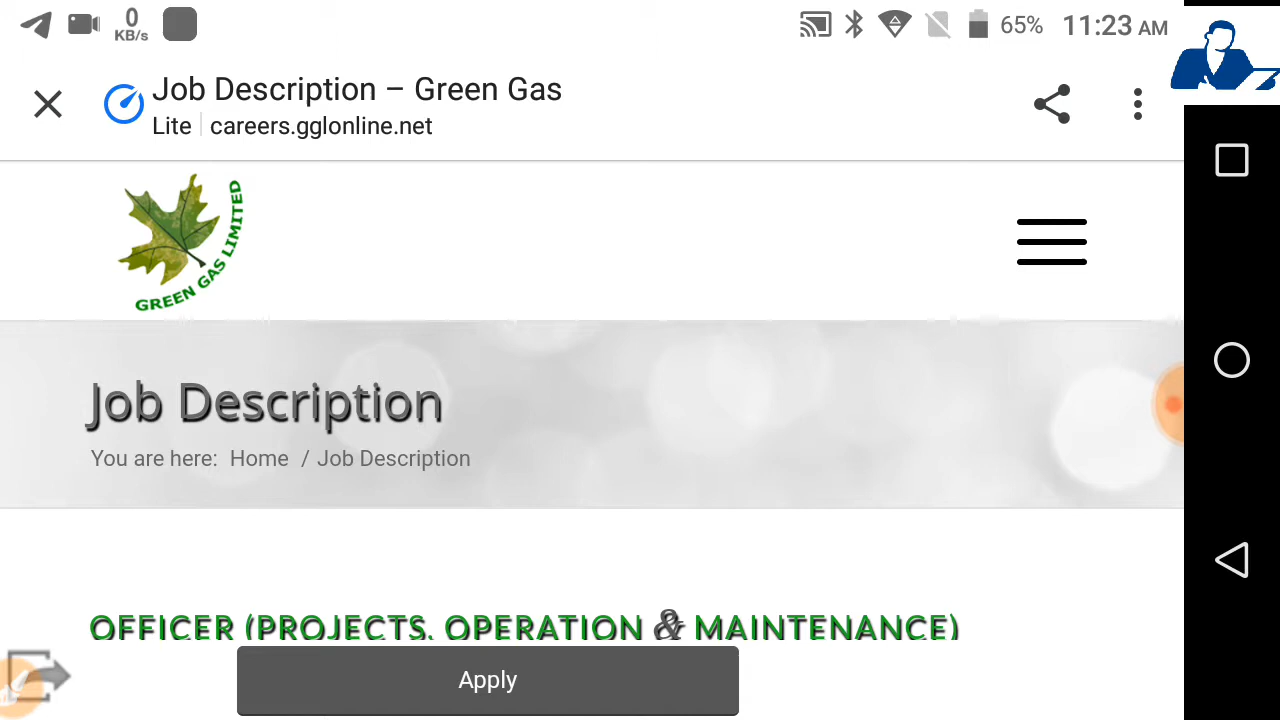 0
KB/s
65% 11:23 AM
Job Description – Green Gas
Lite careers.gglonline.net
GREEN GAS LIMITED
Job Description
You are here: Home / Job Description
OFFICER (PROJECTS, OPERATION & MAINTENANCE)
Apply